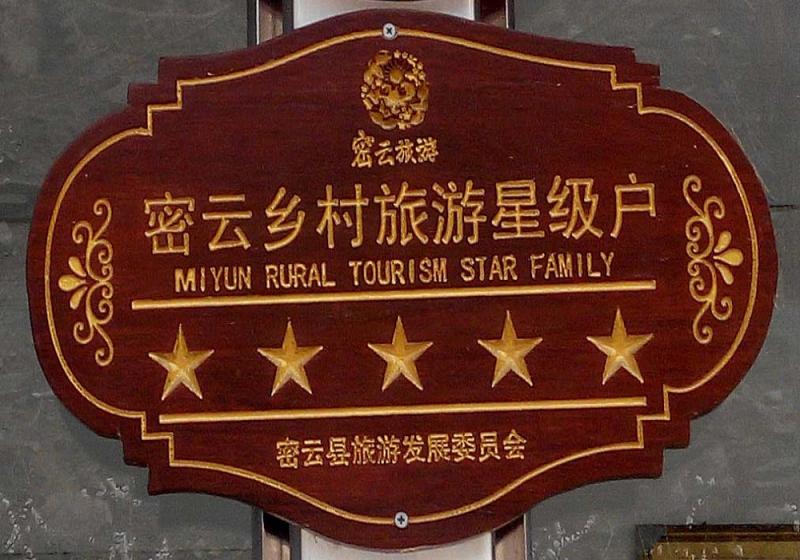 密云旅游
密云乡村旅游星级户
MIYUN RURAL TOURISM STAR FAMILY
密云县旅游发展委员会